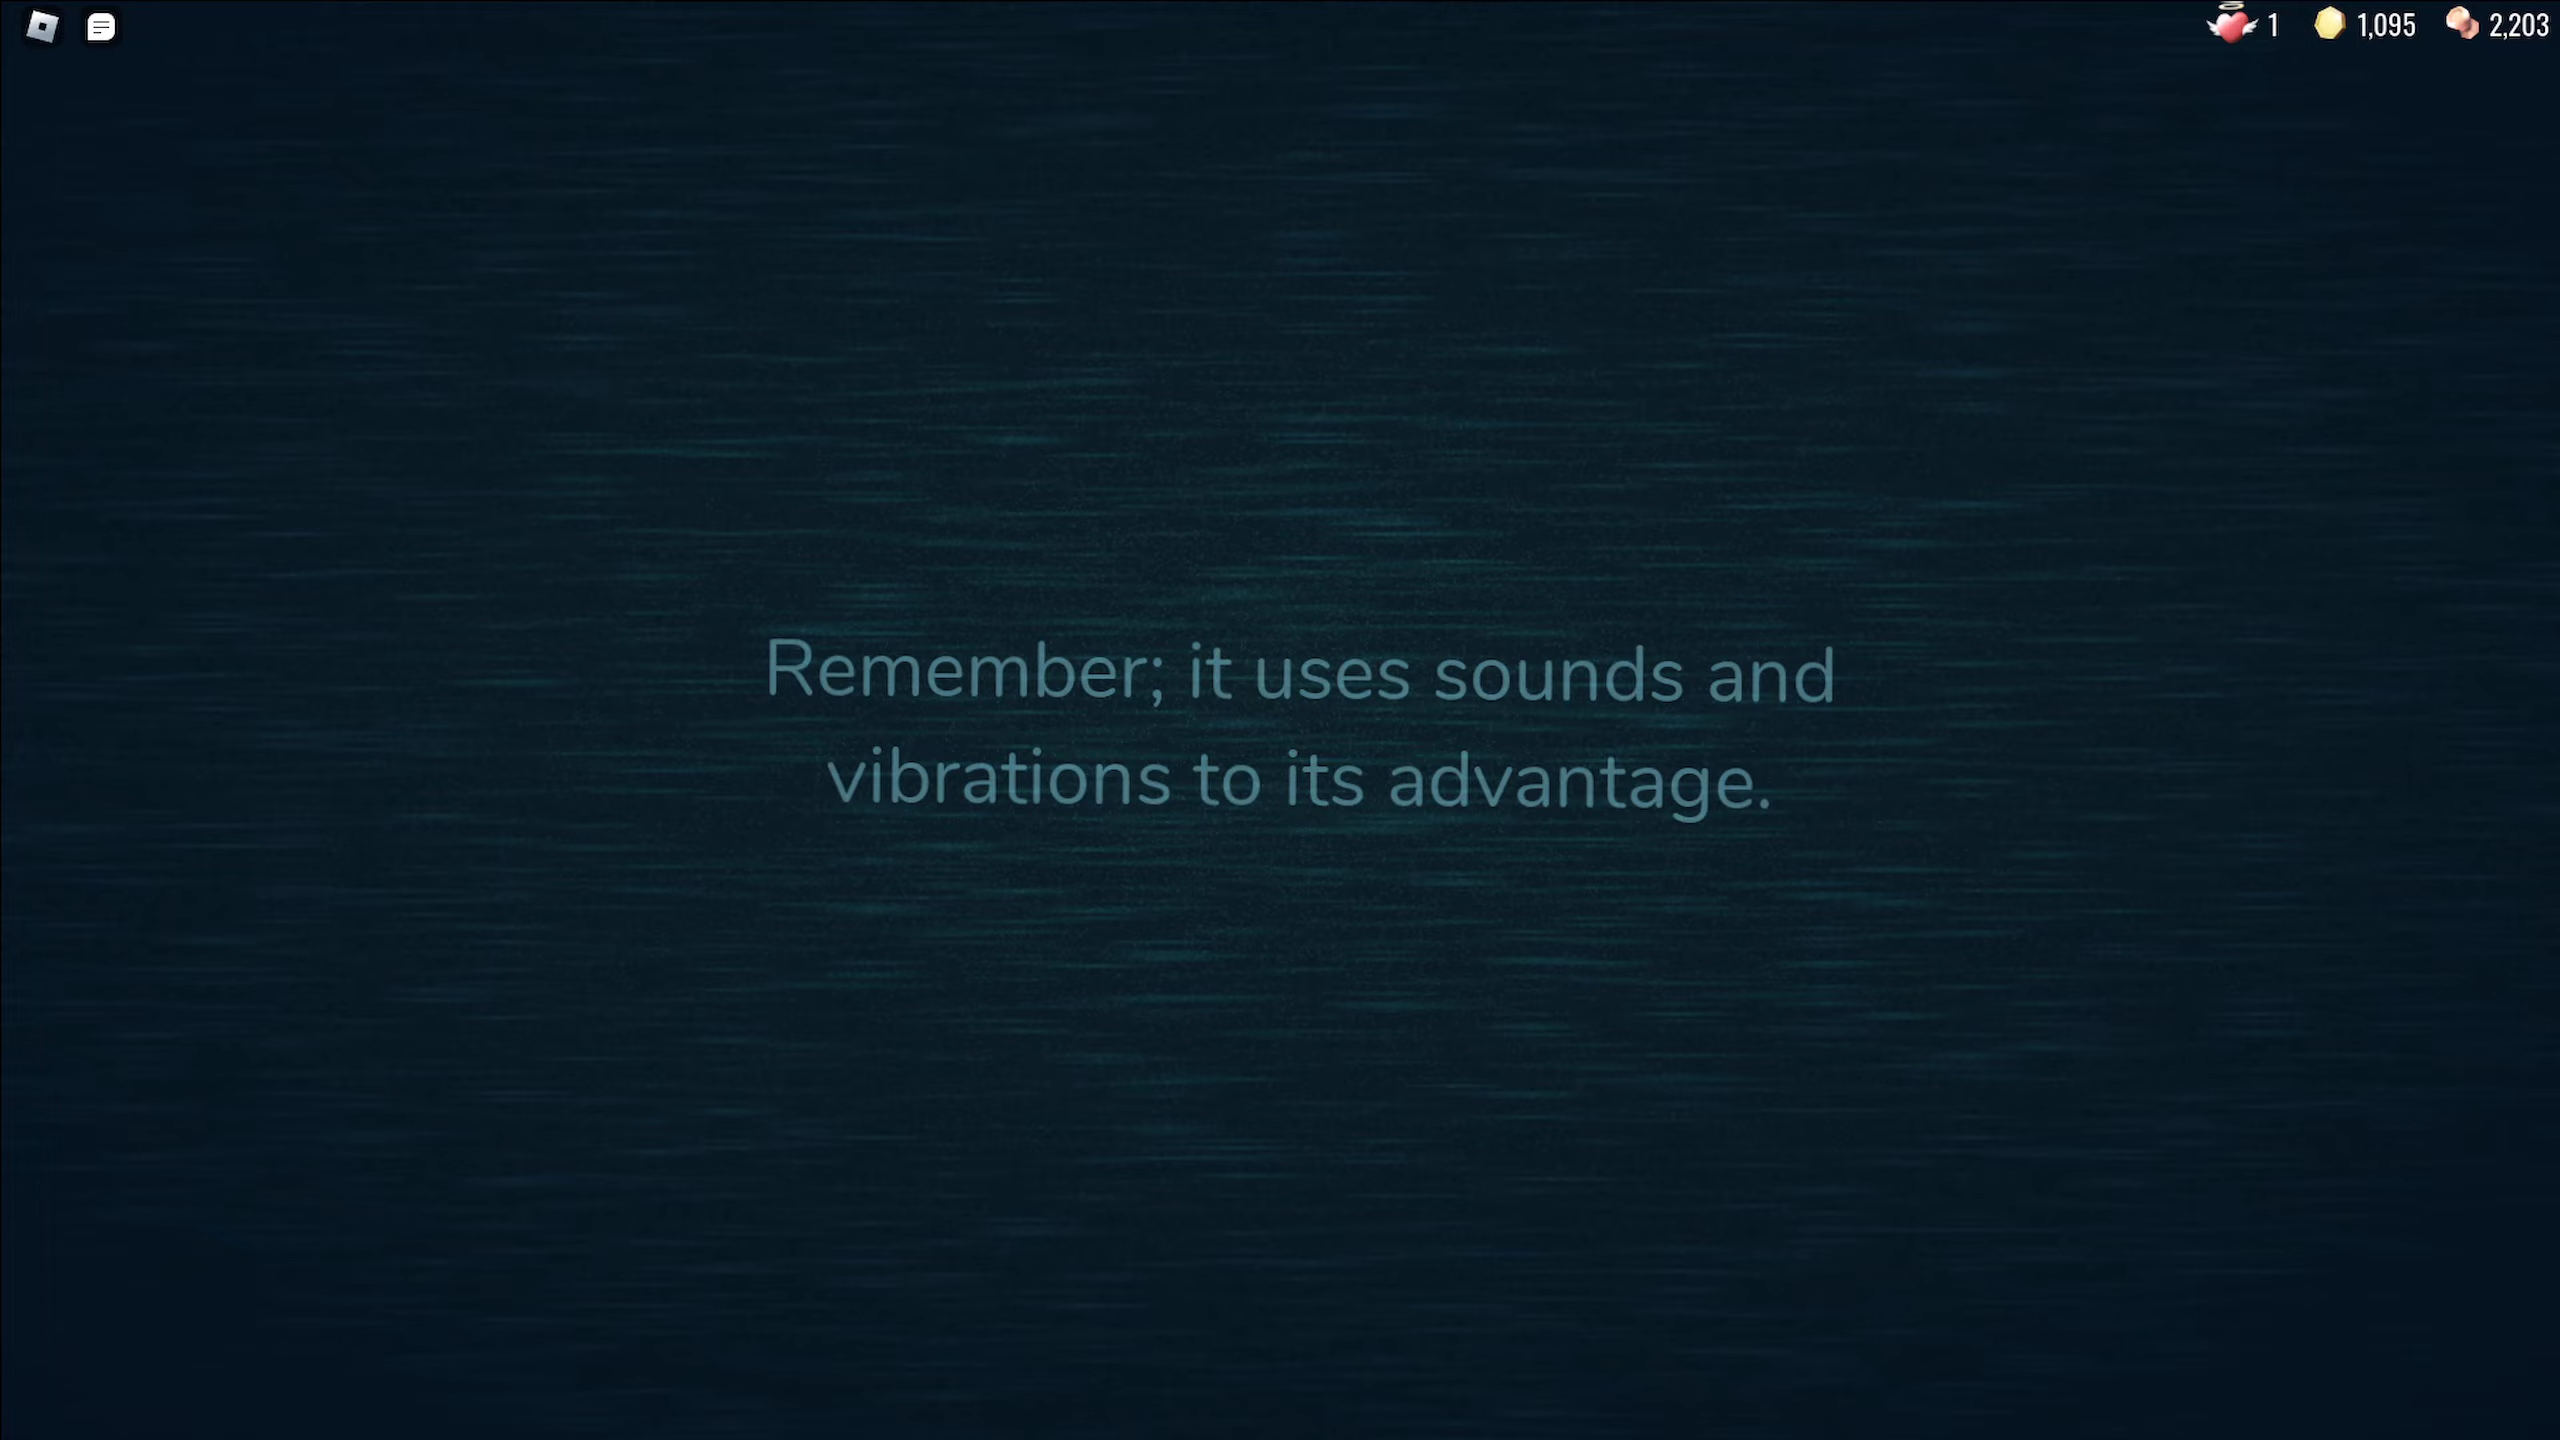 1 1,095 2,203
Remember; it uses sounds and
vibrations to its advantage.